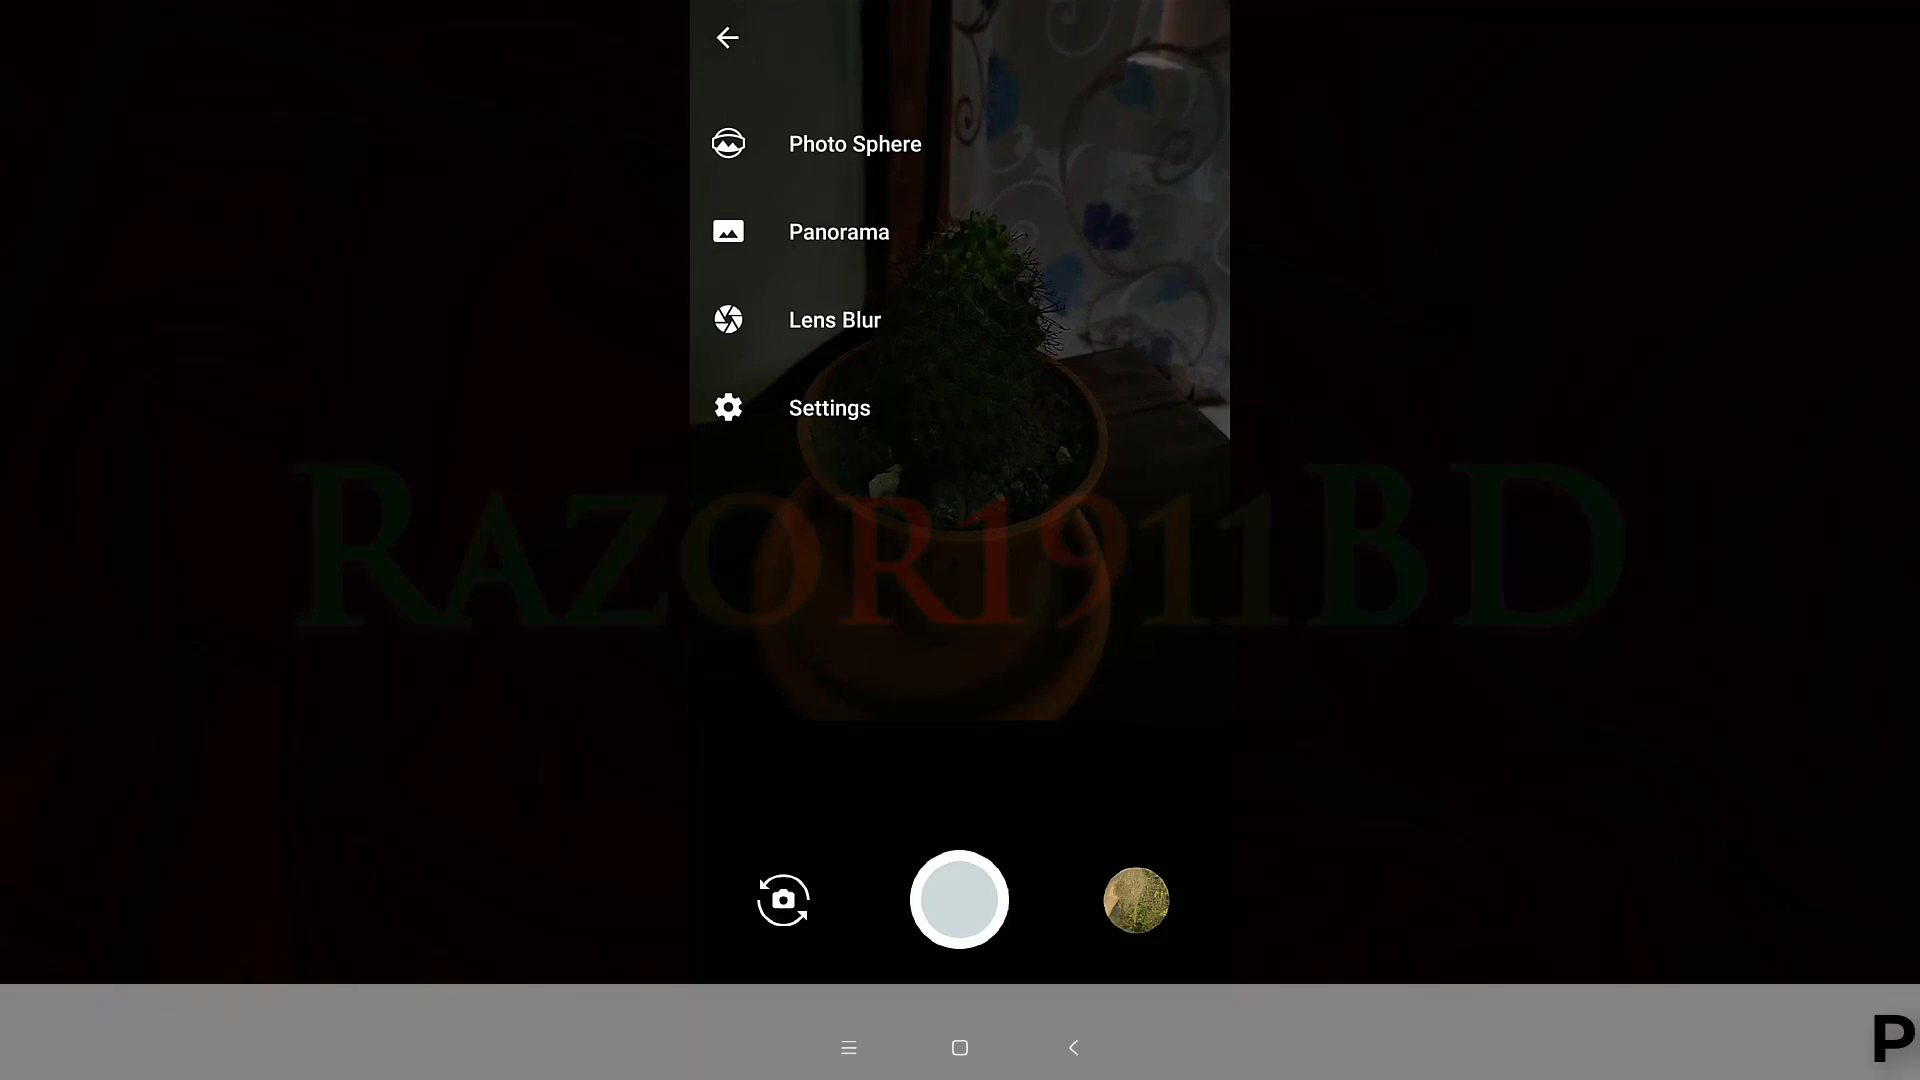 Photo Sphere
Panorama
Lens Blur
Settings
RAZOR1911BD
P